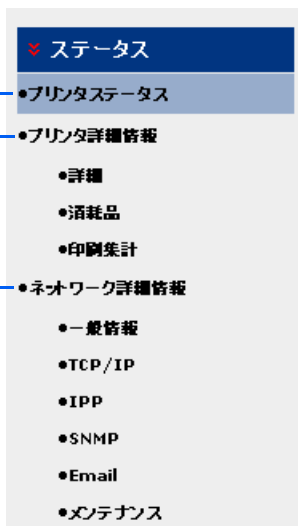 ステータス
●プリンタステータス
●プリンタ詳細情報
●詳細
●消耗品
●印刷集計
●ネットワーク詳細情報
●一般情報
●TCP/IP
●IPP
●SNMP
●Email
●メンテナンス